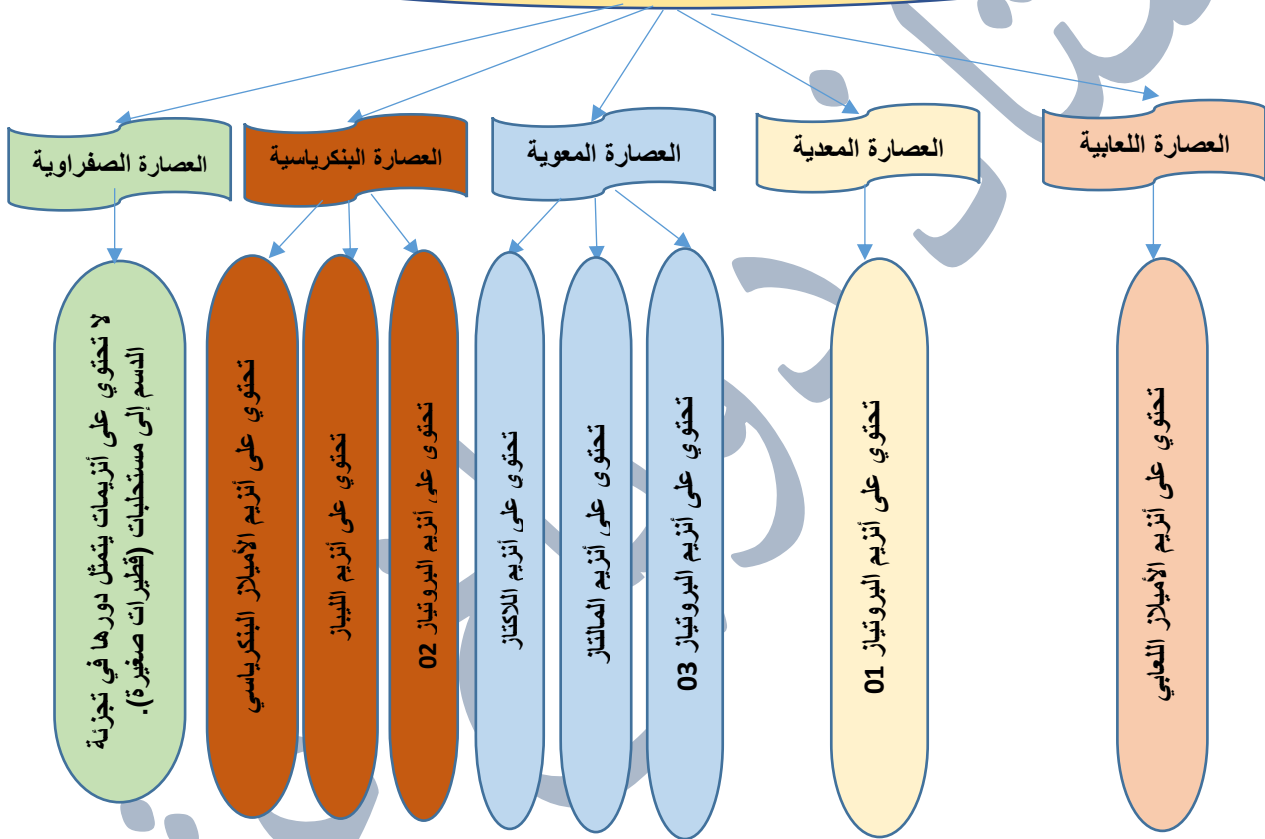 العصارة اللعابية
العصارة المعدية
العصارة المعوية
العصارة البنكرياسية
العصارة الصفراوية
تحتوي على أنزيم الأميلاز اللعابي
تحتوي على أنزيم البروتياز 01
تحتوي على أنزيم البروتياز 03
تحتوى على أنزيم المالتاز
تحتوى على أنزيم اللاكتاز
تحتوى على أنزيم البروتياز 02
تحتوي على أنزيم الليباز
تحتوي على أنزيم الأميلاز البنكرياسي
لا تحتوي على أنزيمات يتمثل دورها في تجزئة
الدسم إلى مستحلبات (قطيرات صغيرة).